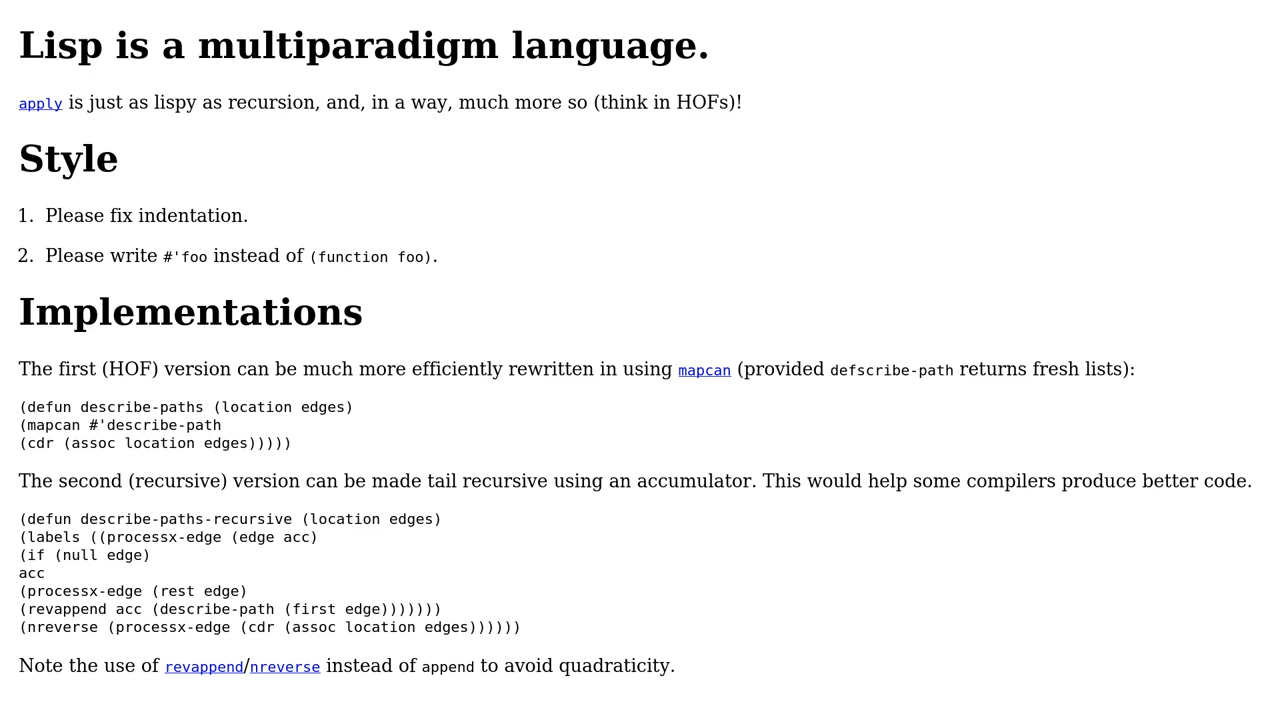 Lisp is a multiparadigm language.
apply is just as lispy as recursion, and, in a way, much more so (think in HOFs)!
Style
1. Please fix indentation.
2. Please write #'foo instead of (function foo).
Implementations
The first (HOF) version can be much more efficiently rewritten in using mapcan (provided defscribe-path returns fresh lists):
(defun describe-paths (location edges)
(mapcan #'describe-path
(cdr (assoc location edges)))))
The second (recursive) version can be made tail recursive using an accumulator. This would help some compilers produce better code.
(defun describe-paths-recursive (location edges)
(labels ((processx-edge (edge acc)
(if (null edge)
acc
(processx-edge (rest edge)
(revappend acc (describe-path (first edge)))))))
(nreverse (processx-edge (cdr (assoc location edges))))))
Note the use of revappend/nreverse instead of append to avoid quadraticity.